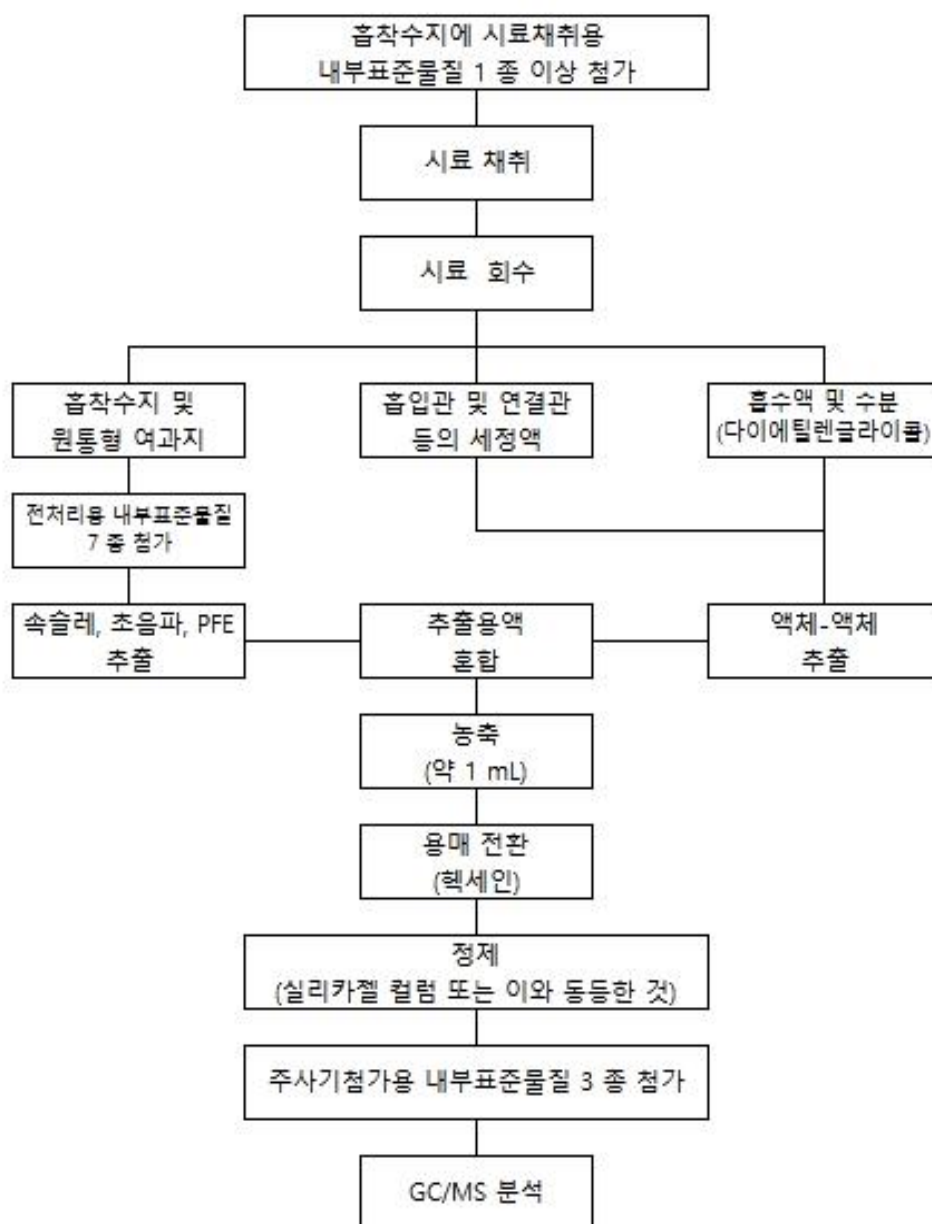 흡착수지에 시료채취용
내부표준물질 1 종 이상 첨가
시료 채취
시료 회수
흡착수지 및
원통형 여과지
흡입관 및 연결관
등의 세정액
흡수액 및 수분
(다이에틸렌글라이콜)
전처리용 내부표준물질
7 종 첨가
속슬레, 초음파, PFE
추출
추출용액
혼합
액체-액체
추출
농축
(약 1 mL)
용매 전환
(헥세인)
정제
(실리카젤 컬럼 또는 이와 동등한 것)
주사기첨가용 내부표준물질 3 종 첨가
GC/MS 분석